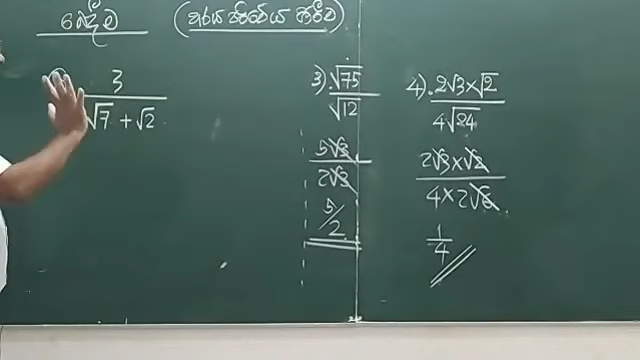 බෙදීම
3
√7 + √2
3). √75
√12
5√3
2√3
5/2
4). 2√3 × √2
4√24
2√3 × √2
4 × 2√6
1
4